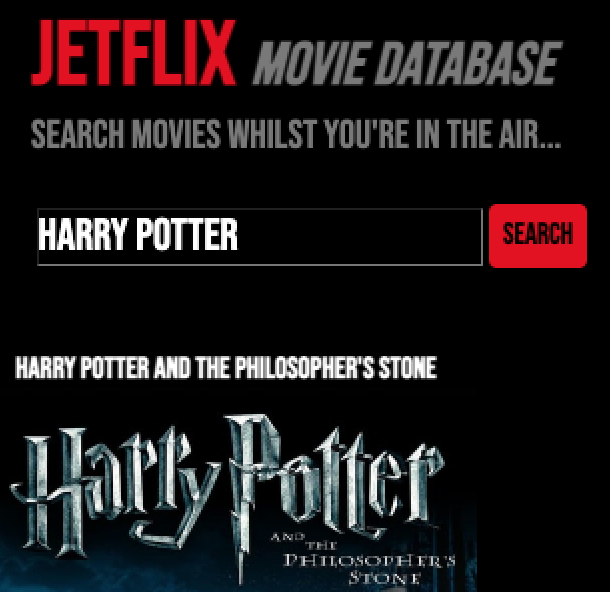 JETFLIX MOVIE DATABASE
SEARCH MOVIES WHILST YOU'RE IN THE AIR...
HARRY POTTER SEARCH
HARRY POTTER AND THE PHILOSOPHER'S STONE
Harry Potter
AND
THE
PHILOSOPHER'S
STONE